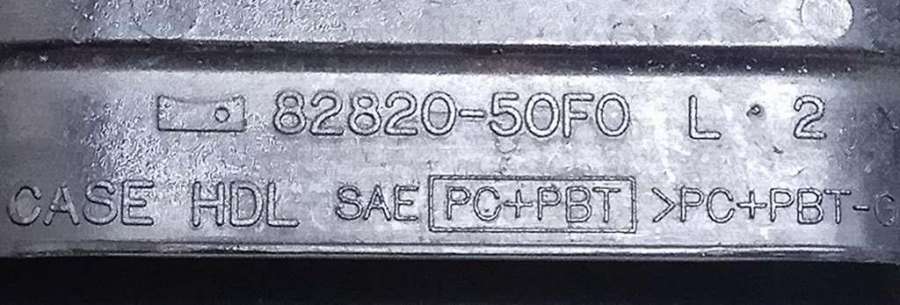 82820-50F0 L · 2
CASE HDL SAE PC+PBT >PC+PBT-G